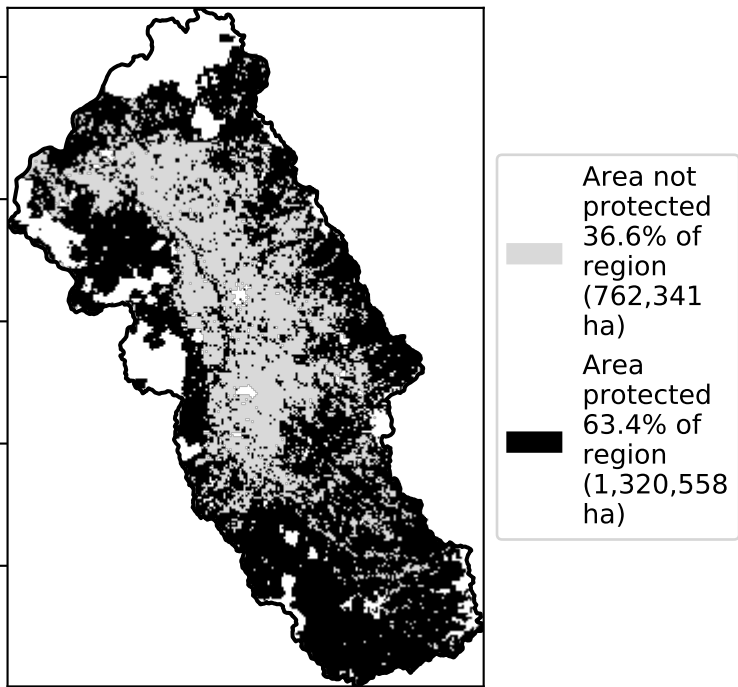 Area not
protected
36.6% of
region
(762,341
ha)
Area
protected
63.4% of
region
(1,320,558
ha)